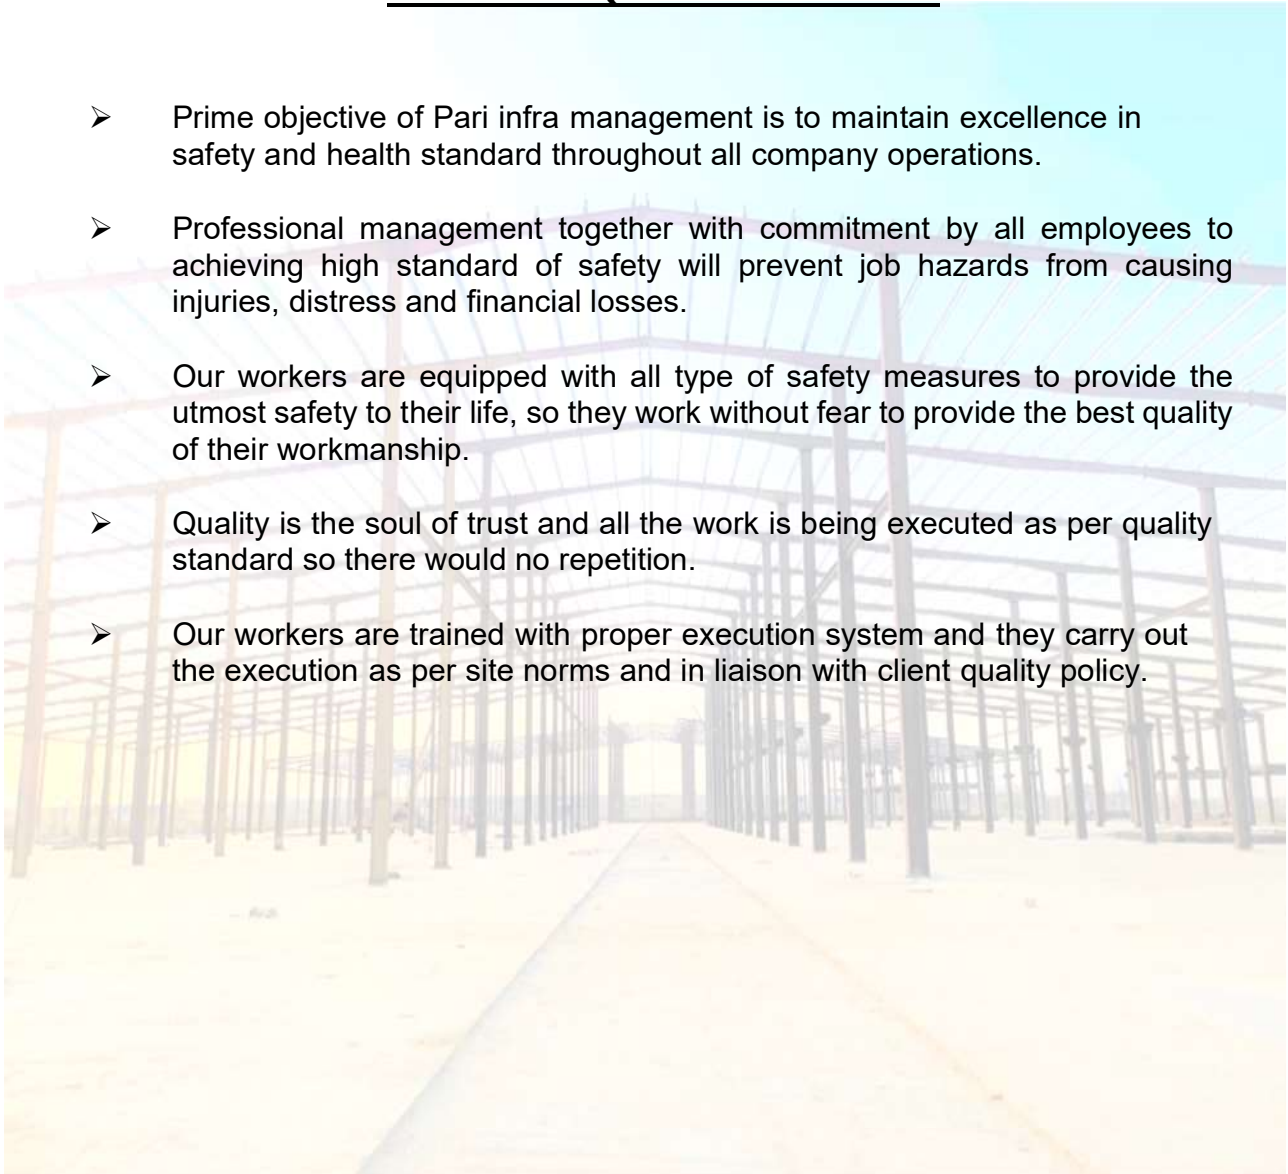 ➢ Prime objective of Pari infra management is to maintain excellence in
safety and health standard throughout all company operations.
➢ Professional management together with commitment by all employees to
achieving high standard of safety will prevent job hazards from causing
injuries, distress and financial losses.
➢ Our workers are equipped with all type of safety measures to provide the
utmost safety to their life, so they work without fear to provide the best quality
of their workmanship.
➢ Quality is the soul of trust and all the work is being executed as per quality
standard so there would no repetition.
➢ Our workers are trained with proper execution system and they carry out
the execution as per site norms and in liaison with client quality policy.